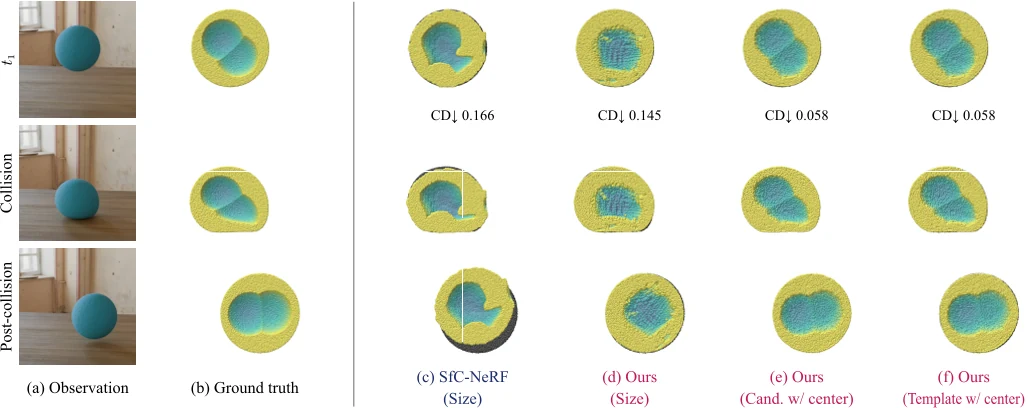 t₁
CD↓ 0.166
CD↓ 0.145
CD↓ 0.058
CD↓ 0.058
Collision
Post-collision
(a) Observation
(b) Ground truth
(c) SfC-NeRF
(Size)
(d) Ours
(Size)
(e) Ours
(Cand. w/ center)
(f) Ours
(Template w/ center)